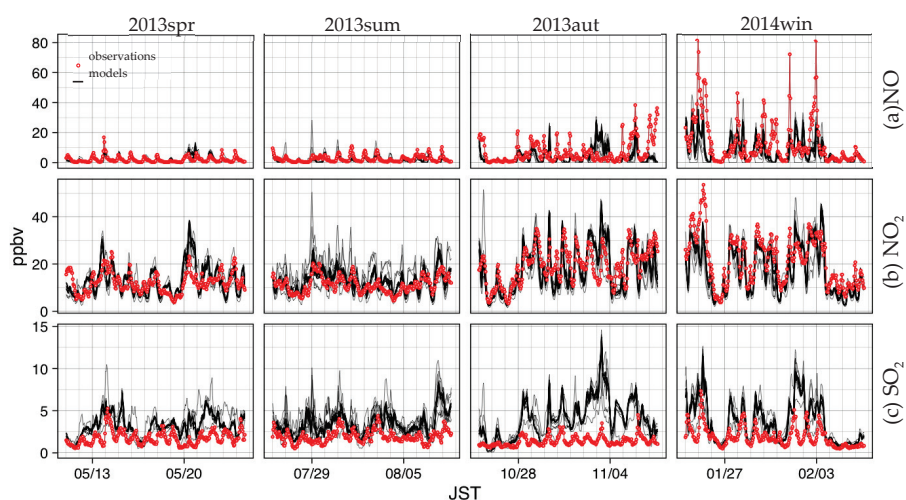 2013spr 2013sum 2013aut 2014win
observations
models
80
60
40
20
0
(a)NO
40
20
0
(b) NO₂
ppbv
15
10
5
0
(c) SO₂
05/13 05/20 07/29 08/05 10/28 11/04 01/27 02/03
JST